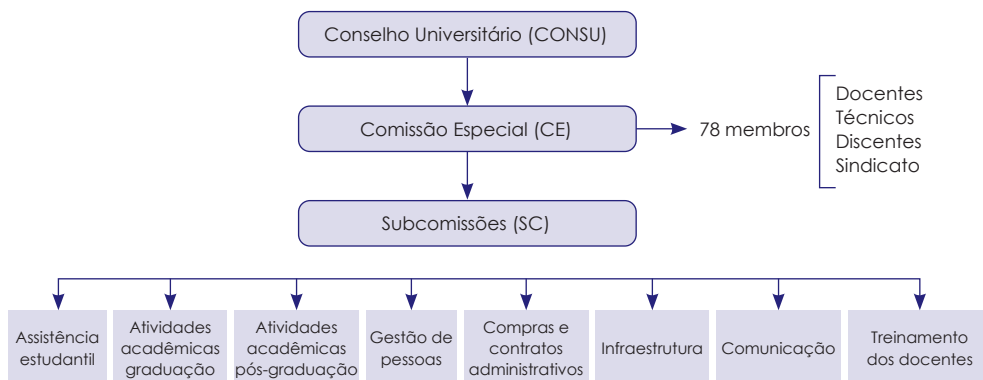 Conselho Universitário (CONSU)
Comissão Especial (CE)
78 membros
Docentes
Técnicos
Discentes
Sindicato
Subcomissões (SC)
Assistência
estudantil
Atividades
acadêmicas
graduação
Atividades
acadêmicas
pós-graduação
Gestão de
pessoas
Compras e
contratos
administrativos
Infraestrutura
Comunicação
Treinamento
dos docentes